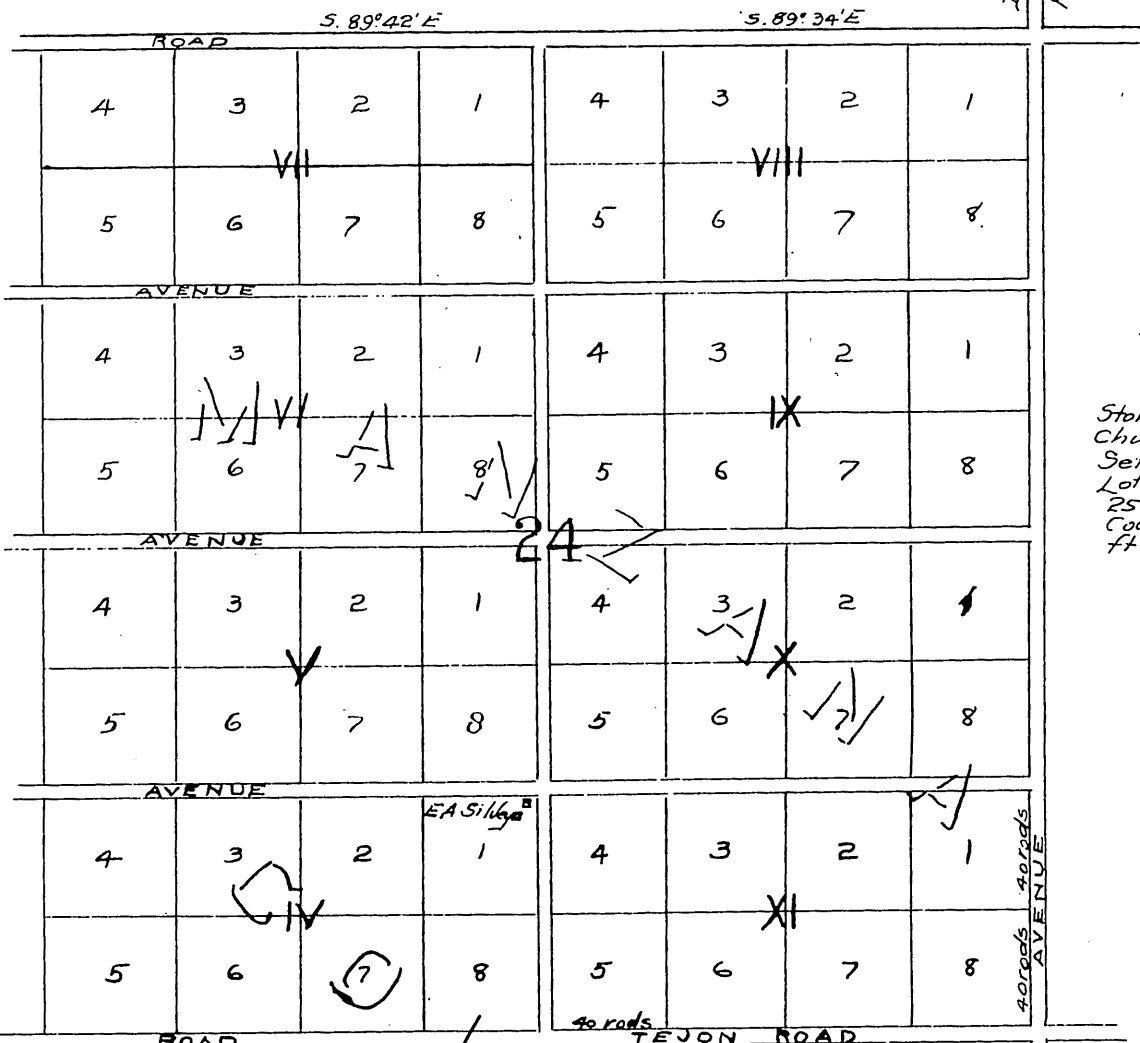 S. 89°42'E S. 89°34'E
ROAD
4 3 2 1 4 3 2 1
VII VIII
5 6 7 8 5 6 7 8
AVENUE
4 3 2 1 4 3 2 1
VI IX
5 6 7 8 5 6 7 8
24
AVENUE
4 3 2 1 4 3 2 1
V X
5 6 7 8 5 6 7 8
AVENUE
4 3 2 1 4 3 2 1
IV XI
5 6 7 8 5 6 7 8
40 rods 40 rods
AVENUE
40 rods
ROAD TEJON ROAD
Lot
25
ft